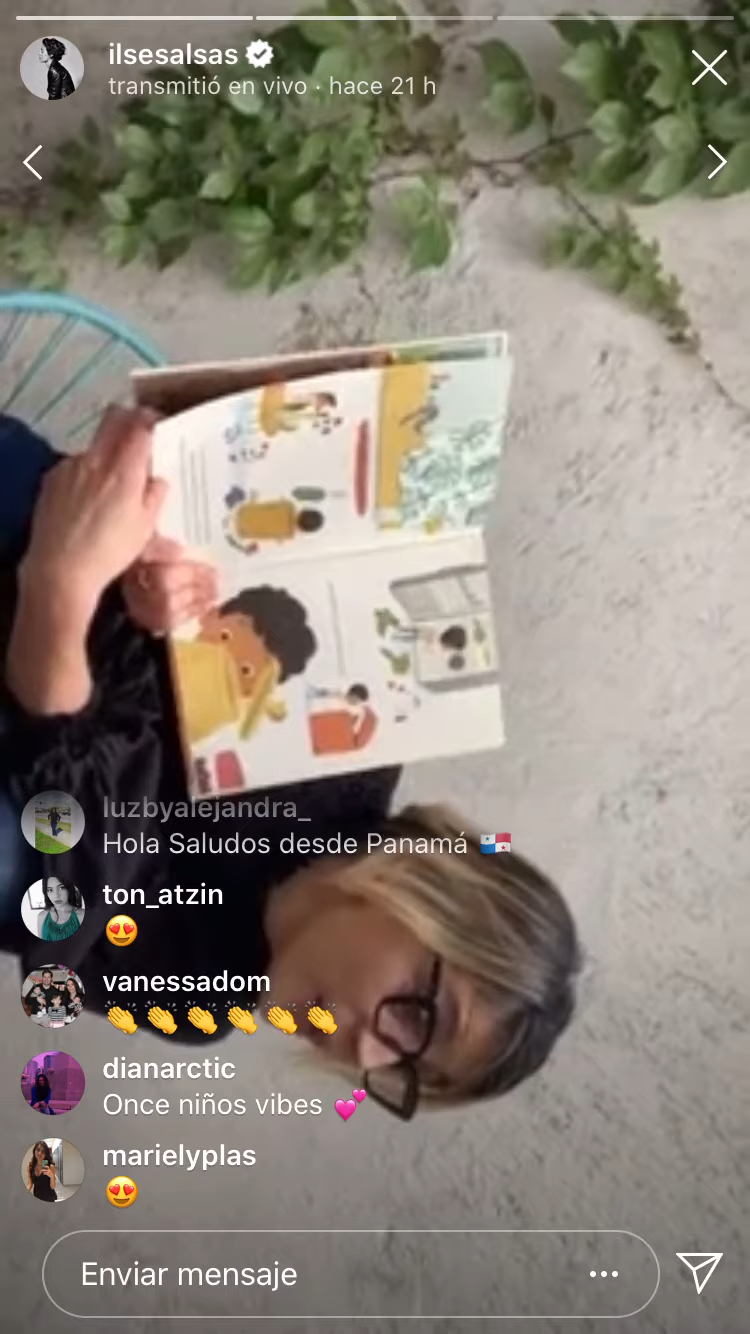 ilsesalsas
transmitió en vivo · hace 21 h
luzbyalejandra_
Hola Saludos desde Panamá 🇵🇦
ton_atzin
😍
vanessadom
👏👏👏👏👏👏
dianarctic
Once niños vibes 💕
marielyplas
😍
Enviar mensaje